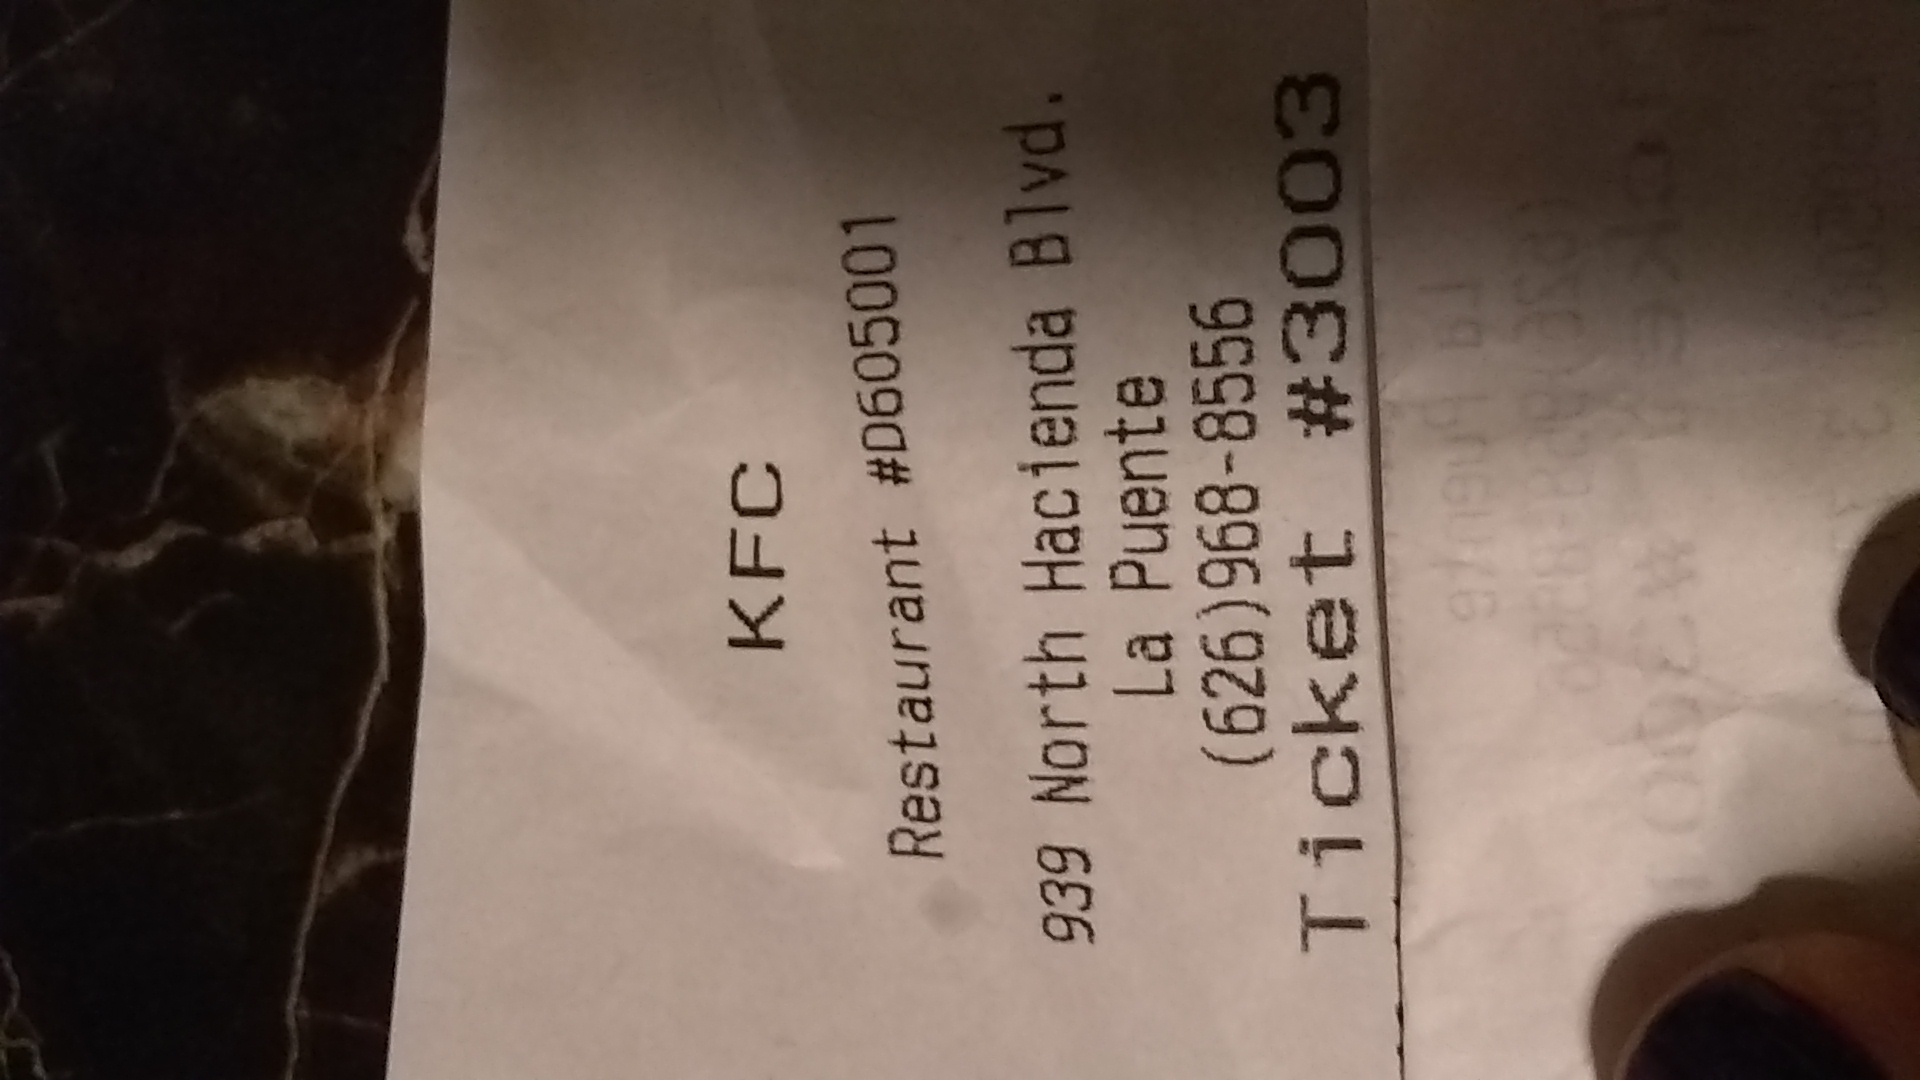 KFC
Restaurant #D605001
939 North Hacienda Blvd.
La Puente
(626)968-8556
Ticket #3003